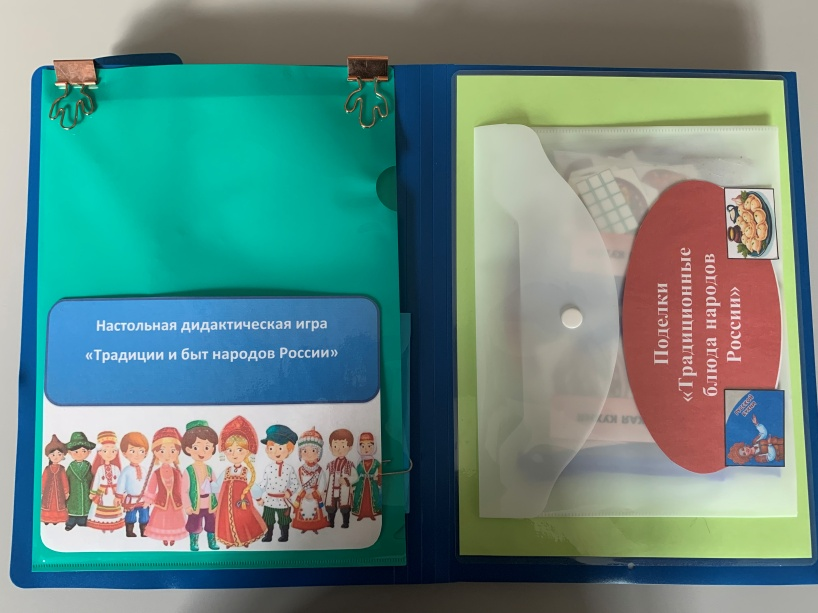 Настольная дидактическая игра
«Традиции и быт народов России»
Поделки
«Традиционные
блюда народов
России»